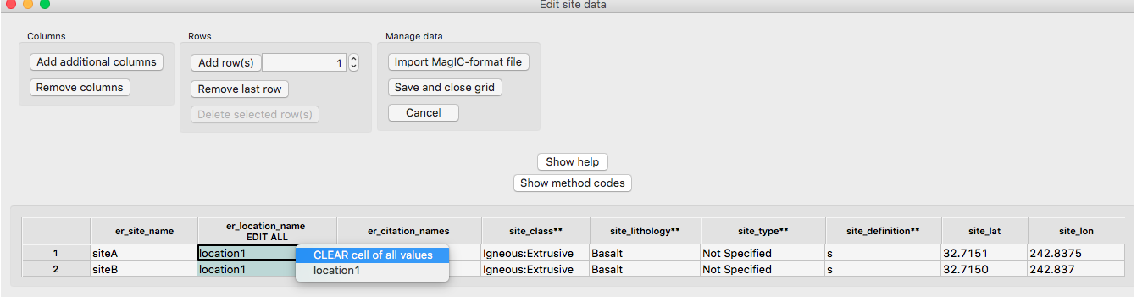 Edit site data
Columns
Add additional columns
Remove columns
Rows
Add row(s) 1
Remove last row
Delete selected row(s)
Manage data
Import MagIC-format file
Save and close grid
Cancel
Show help
Show method codes
er_site_name er_location_name EDIT ALL er_citation_names site_class** site_lithology** site_type** site_definition** site_lat site_lon
1 siteA location1 Igneous:Extrusive Basalt Not Specified s 32.7151 242.8375
2 siteB location1 Igneous:Extrusive Basalt Not Specified s 32.7150 242.837
CLEAR cell of all values
location1